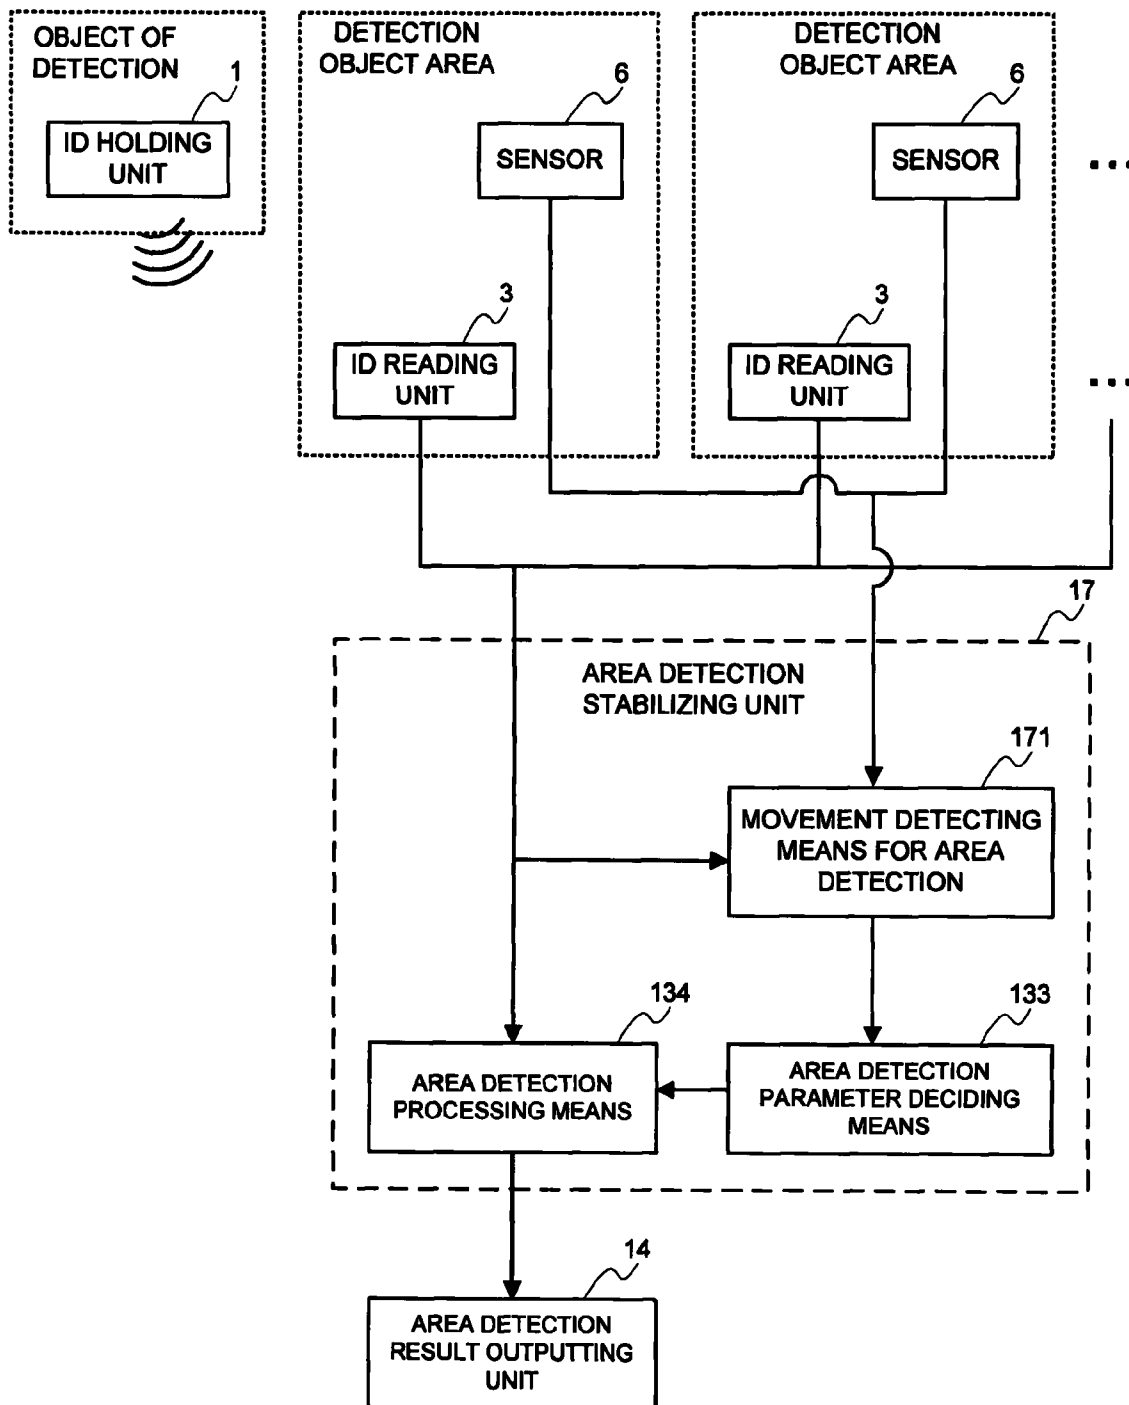 OBJECT OF
DETECTION
1
ID HOLDING
UNIT
DETECTION
OBJECT AREA
6
SENSOR
3
ID READING
UNIT
DETECTION
OBJECT AREA
6
SENSOR
...
3
ID READING
UNIT
...
17
AREA DETECTION
STABILIZING UNIT
171
MOVEMENT DETECTING
MEANS FOR AREA
DETECTION
134
AREA DETECTION
PROCESSING MEANS
133
AREA DETECTION
PARAMETER DECIDING
MEANS
14
AREA DETECTION
RESULT OUTPUTTING
UNIT